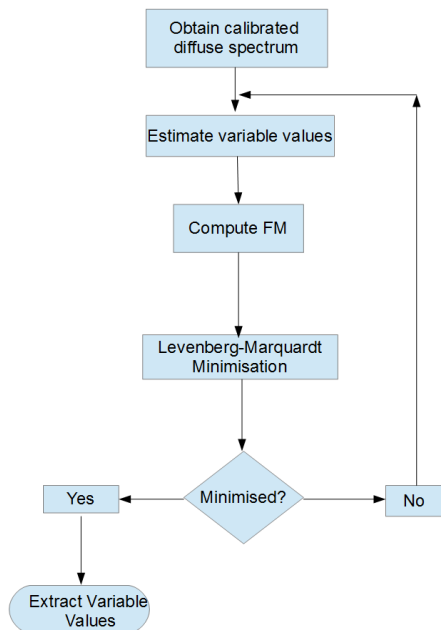 Obtain calibrated
diffuse spectrum
Estimate variable values
Compute FM
Levenberg-Marquardt
Minimisation
Minimised?
Yes
No
Extract Variable
Values